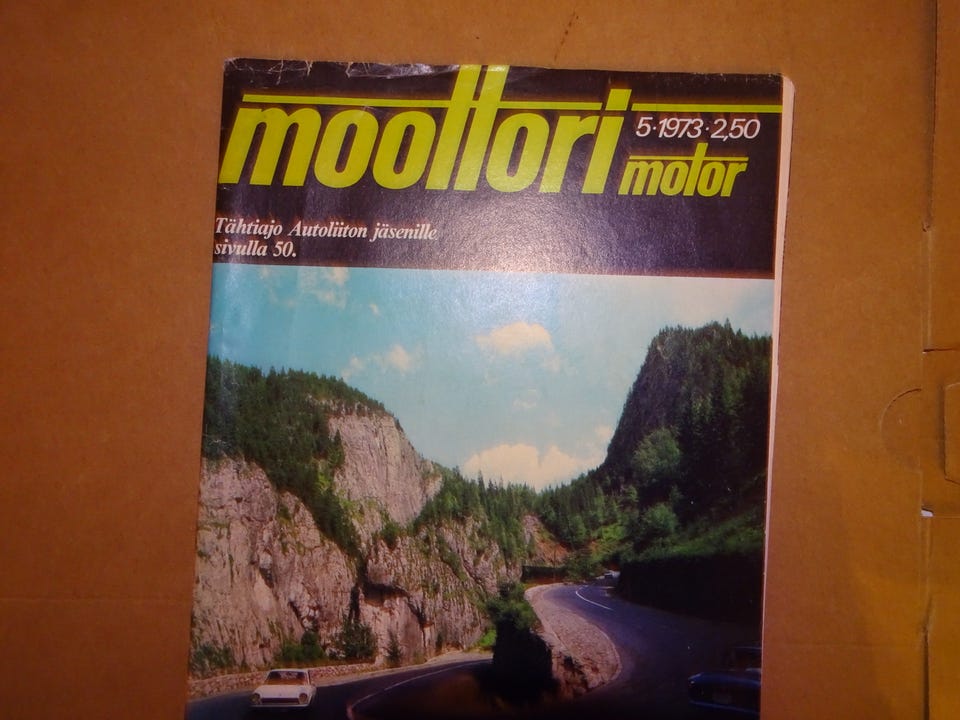 moottori
5·1973·2,50
motor
Tähtiajo Autoliiton jäsenille
sivulla 50.